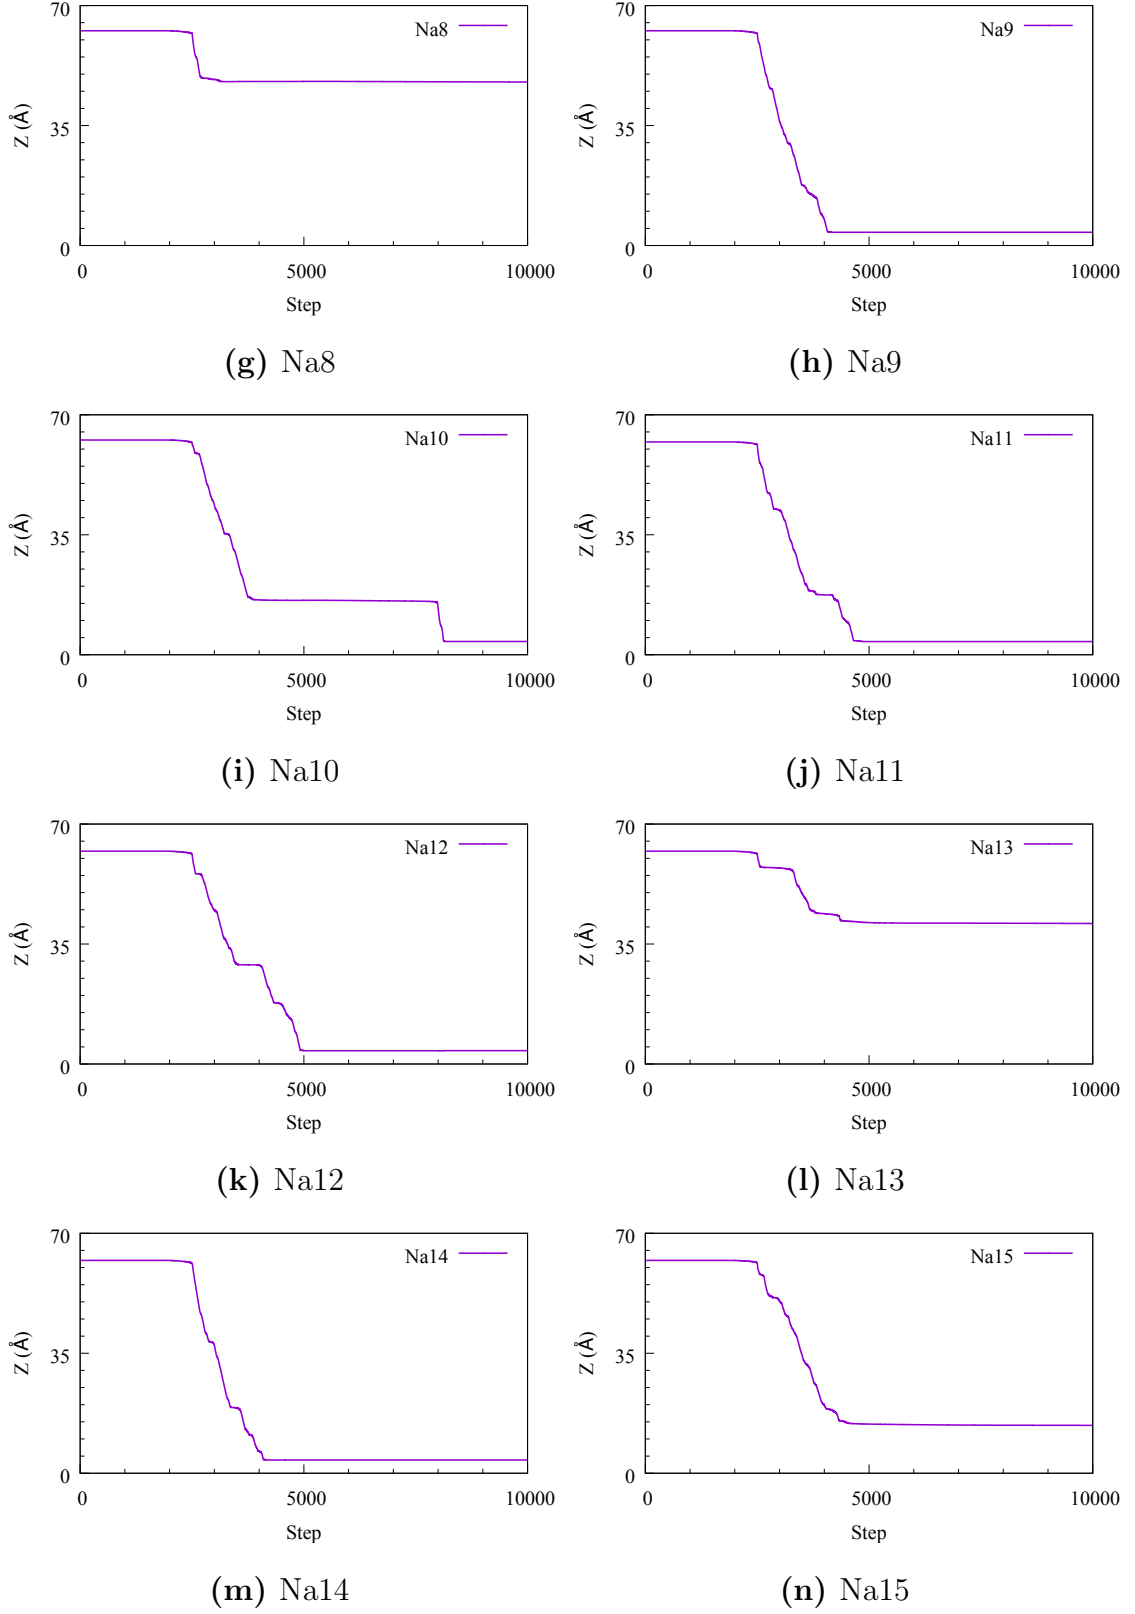 70
Na8
Z (Å)
35
0
0 5000 10000
Step
(g) Na8
70
Na9
Z (Å)
35
0
0 5000 10000
Step
(h) Na9
70
Na10
Z (Å)
35
0
0 5000 10000
Step
(i) Na10
70
Na11
Z (Å)
35
0
0 5000 10000
Step
(j) Na11
70
Na12
Z (Å)
35
0
0 5000 10000
Step
(k) Na12
70
Na13
Z (Å)
35
0
0 5000 10000
Step
(l) Na13
70
Na14
Z (Å)
35
0
0 5000 10000
Step
(m) Na14
70
Na15
Z (Å)
35
0
0 5000 10000
Step
(n) Na15